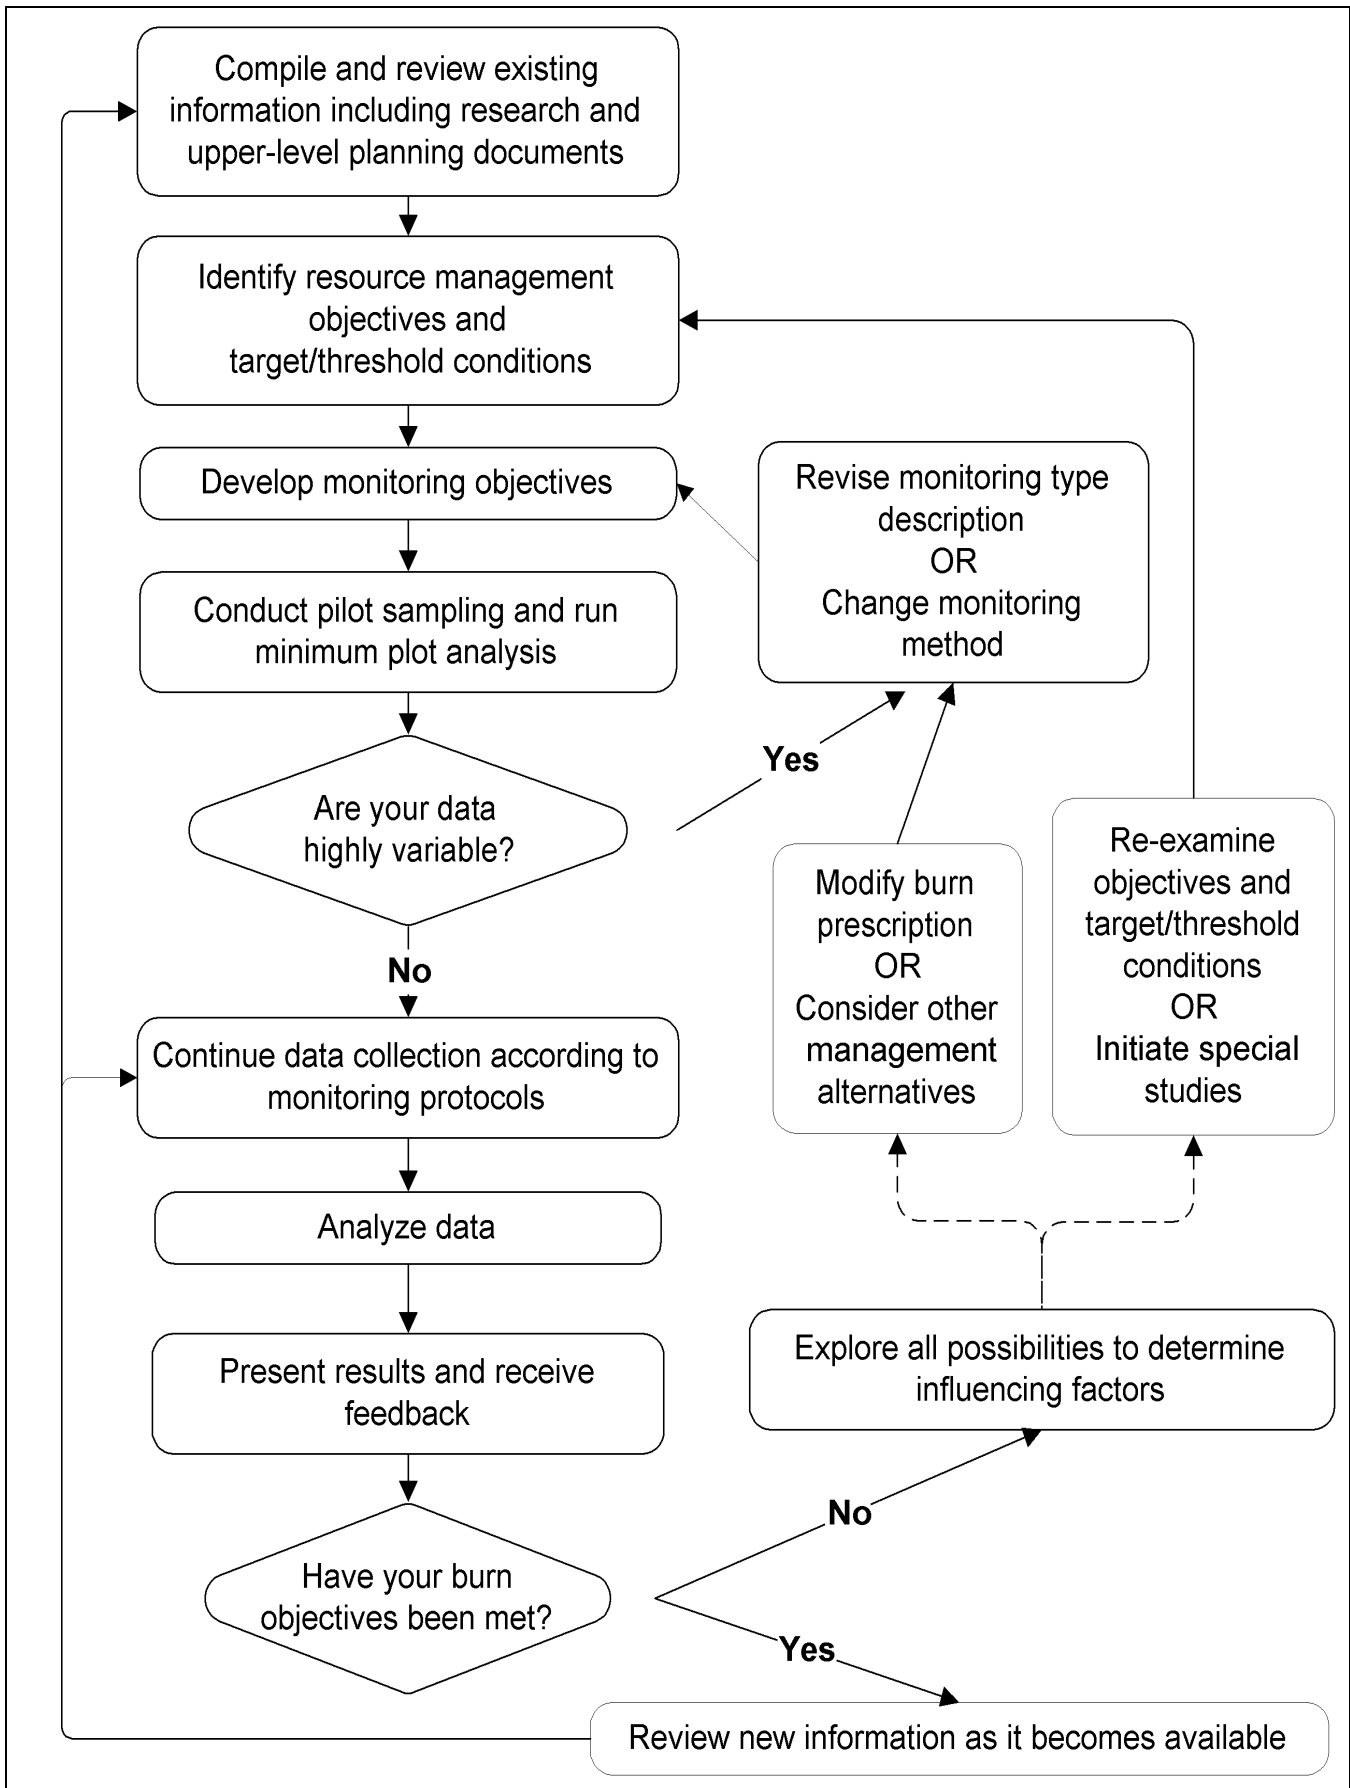 Compile and review existing
information including research and
upper-level planning documents
Identify resource management
objectives and
target/threshold conditions
Develop monitoring objectives
Revise monitoring type
description
OR
Change monitoring
method
Conduct pilot sampling and run
minimum plot analysis
Yes
Are your data
highly variable?
No
Modify burn
prescription
OR
Consider other
management
alternatives
Re-examine
objectives and
target/threshold
conditions
OR
Initiate special
studies
Continue data collection according to
monitoring protocols
Analyze data
Present results and receive
feedback
Explore all possibilities to determine
influencing factors
No
Have your burn
objectives been met?
Yes
Review new information as it becomes available